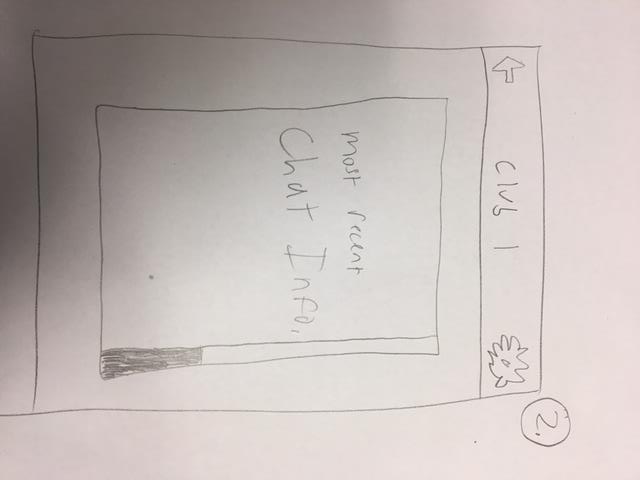 Club 1
most recent
Chat Info.
2.